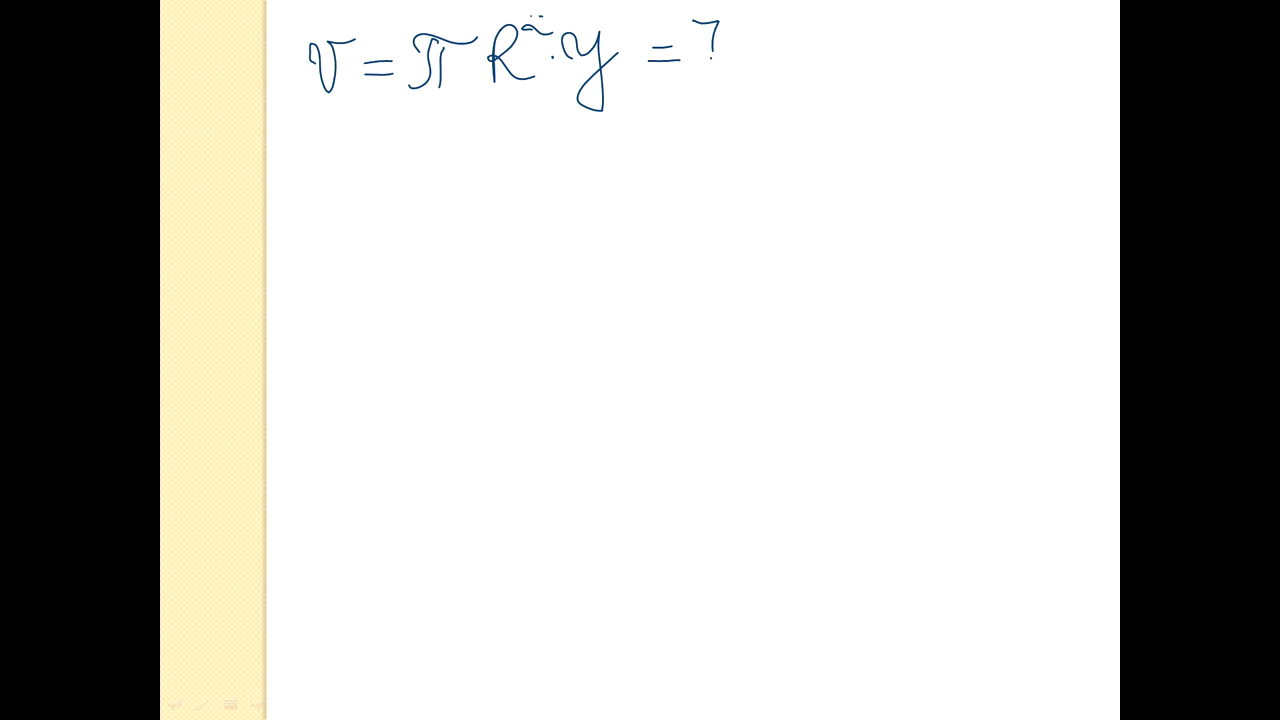 V = π R² · y = ?